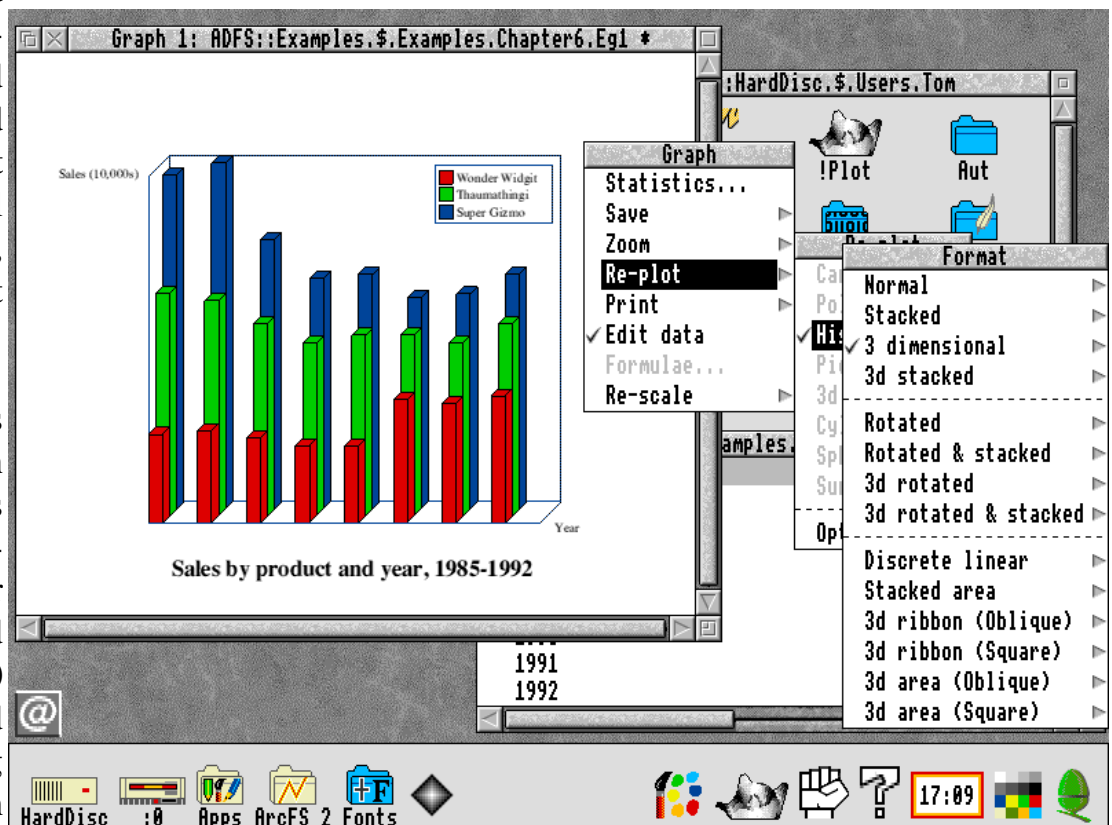 Graph 1: ADFS::Examples.$.Examples.Chapter6.Eg1 *
Sales (10,000s)
Wonder Widgit
Thaumathingi
Super Gizmo
Year
Sales by product and year, 1985-1992
:HardDisc.$.Users.Tom
!Plot
Aut
Graph
Statistics...
Save
Zoom
Re-plot
Print
Edit data
Formulae...
Re-scale
Format
Normal
Stacked
3 dimensional
3d stacked
Rotated
Rotated & stacked
3d rotated
3d rotated & stacked
Discrete linear
Stacked area
3d ribbon (Oblique)
3d ribbon (Square)
3d area (Oblique)
3d area (Square)
1991
1992
@
HardDisc
:0
Apps
ArcFS 2
Fonts
17:09